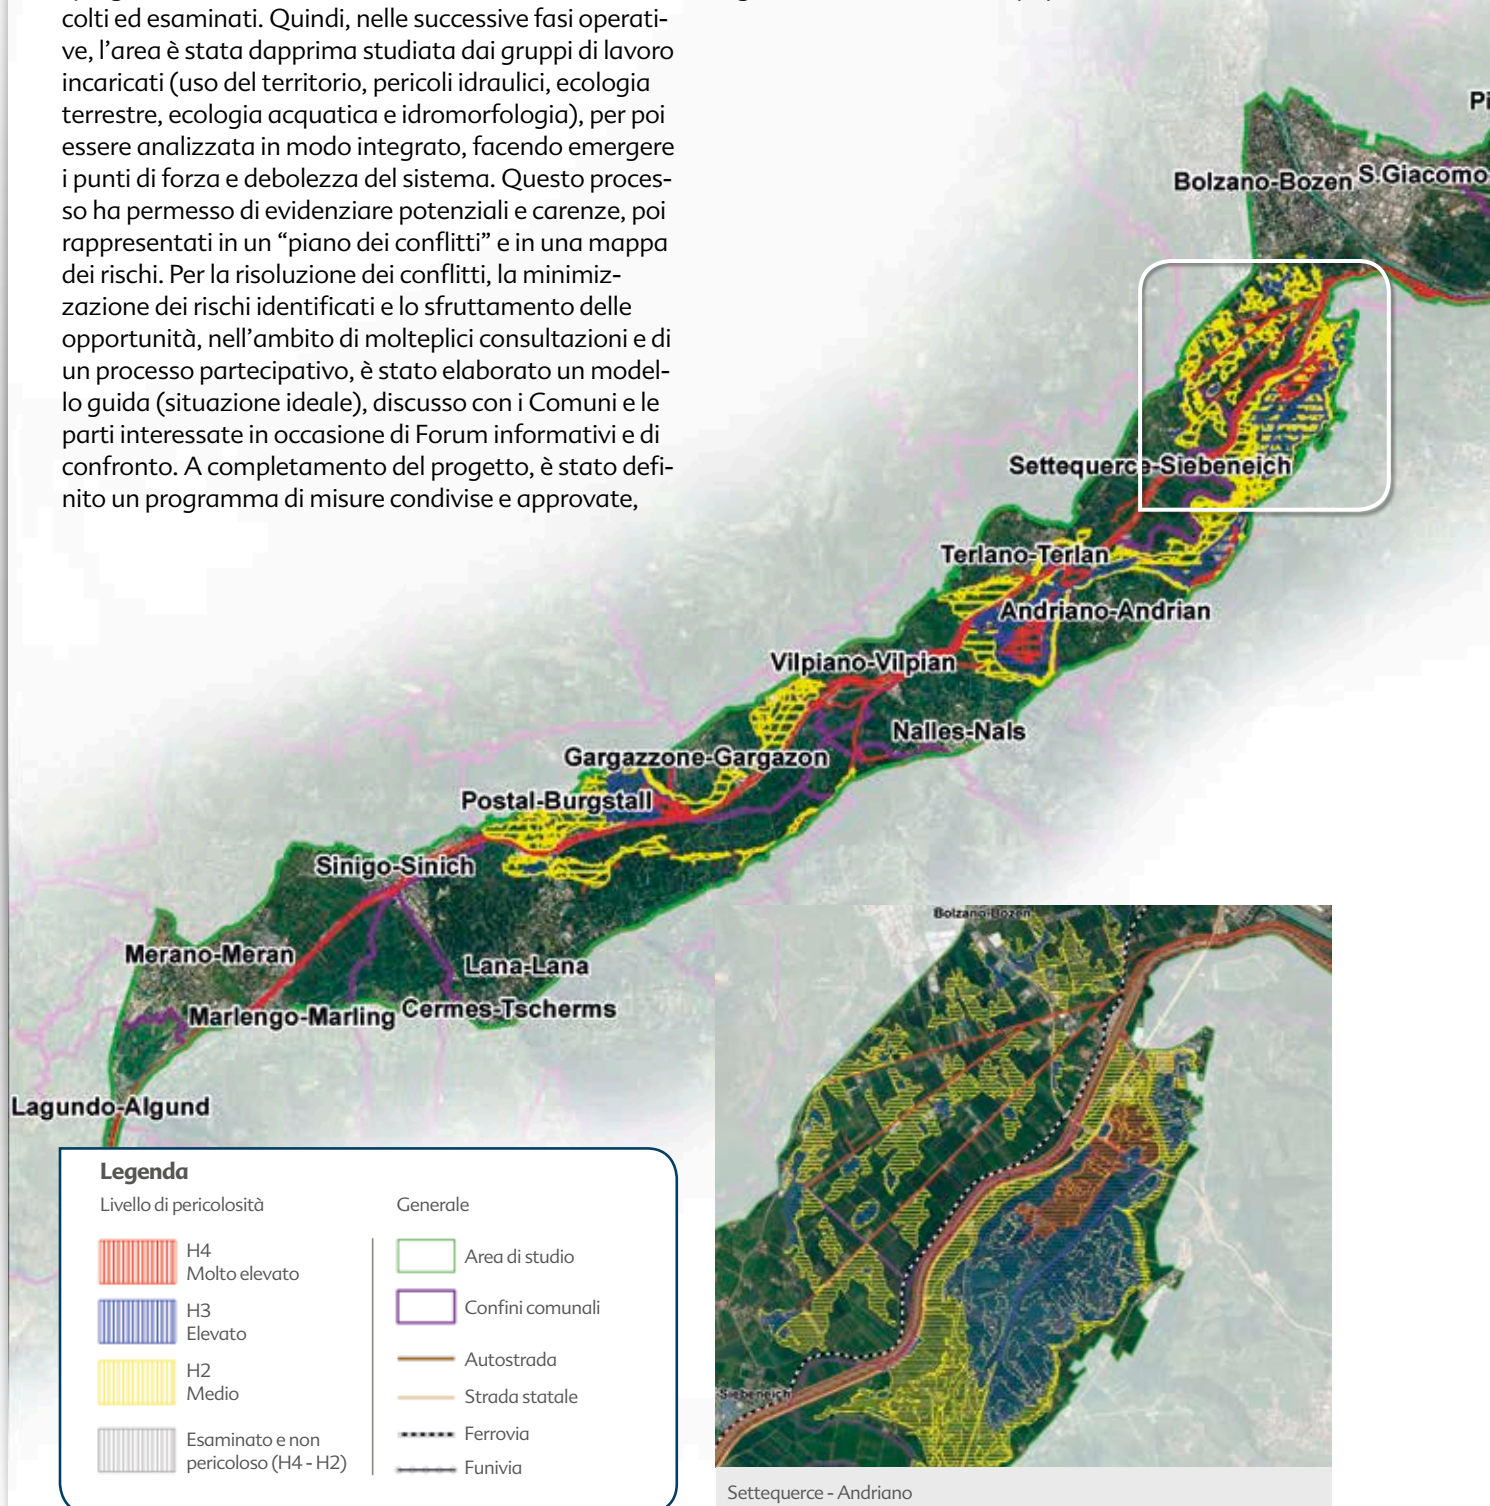 colti ed esaminati. Quindi, nelle successive fasi operati-
ve, l’area è stata dapprima studiata dai gruppi di lavoro
incaricati (uso del territorio, pericoli idraulici, ecologia
terrestre, ecologia acquatica e idromorfologia), per poi
essere analizzata in modo integrato, facendo emergere
i punti di forza e debolezza del sistema. Questo proces-
so ha permesso di evidenziare potenziali e carenze, poi
rappresentati in un “piano dei conflitti” e in una mappa
dei rischi. Per la risoluzione dei conflitti, la minimiz-
zazione dei rischi identificati e lo sfruttamento delle
opportunità, nell’ambito di molteplici consultazioni e di
un processo partecipativo, è stato elaborato un model-
lo guida (situazione ideale), discusso con i Comuni e le
parti interessate in occasione di Forum informativi e di
confronto. A completamento del progetto, è stato defi-
nito un programma di misure condivise e approvate,
Pi
Bolzano-Bozen
S.Giacomo
Settequerce-Siebeneich
Terlano-Terlan
Andriano-Andrian
Vilpiano-Vilpian
Nalles-Nals
Gargazzone-Gargazon
Postal-Burgstall
Sinigo-Sinich
Merano-Meran
Lana-Lana
Marlengo-Marling
Cermes-Tscherms
Lagundo-Algund
Legenda
Livello di pericolosità
H4
Molto elevato
H3
Elevato
H2
Medio
Esaminato e non
pericoloso (H4 - H2)
Generale
Area di studio
Confini comunali
Autostrada
Strada statale
Ferrovia
Funivia
Bolzano-Bozen
Siebeneich
Settequerce - Andriano